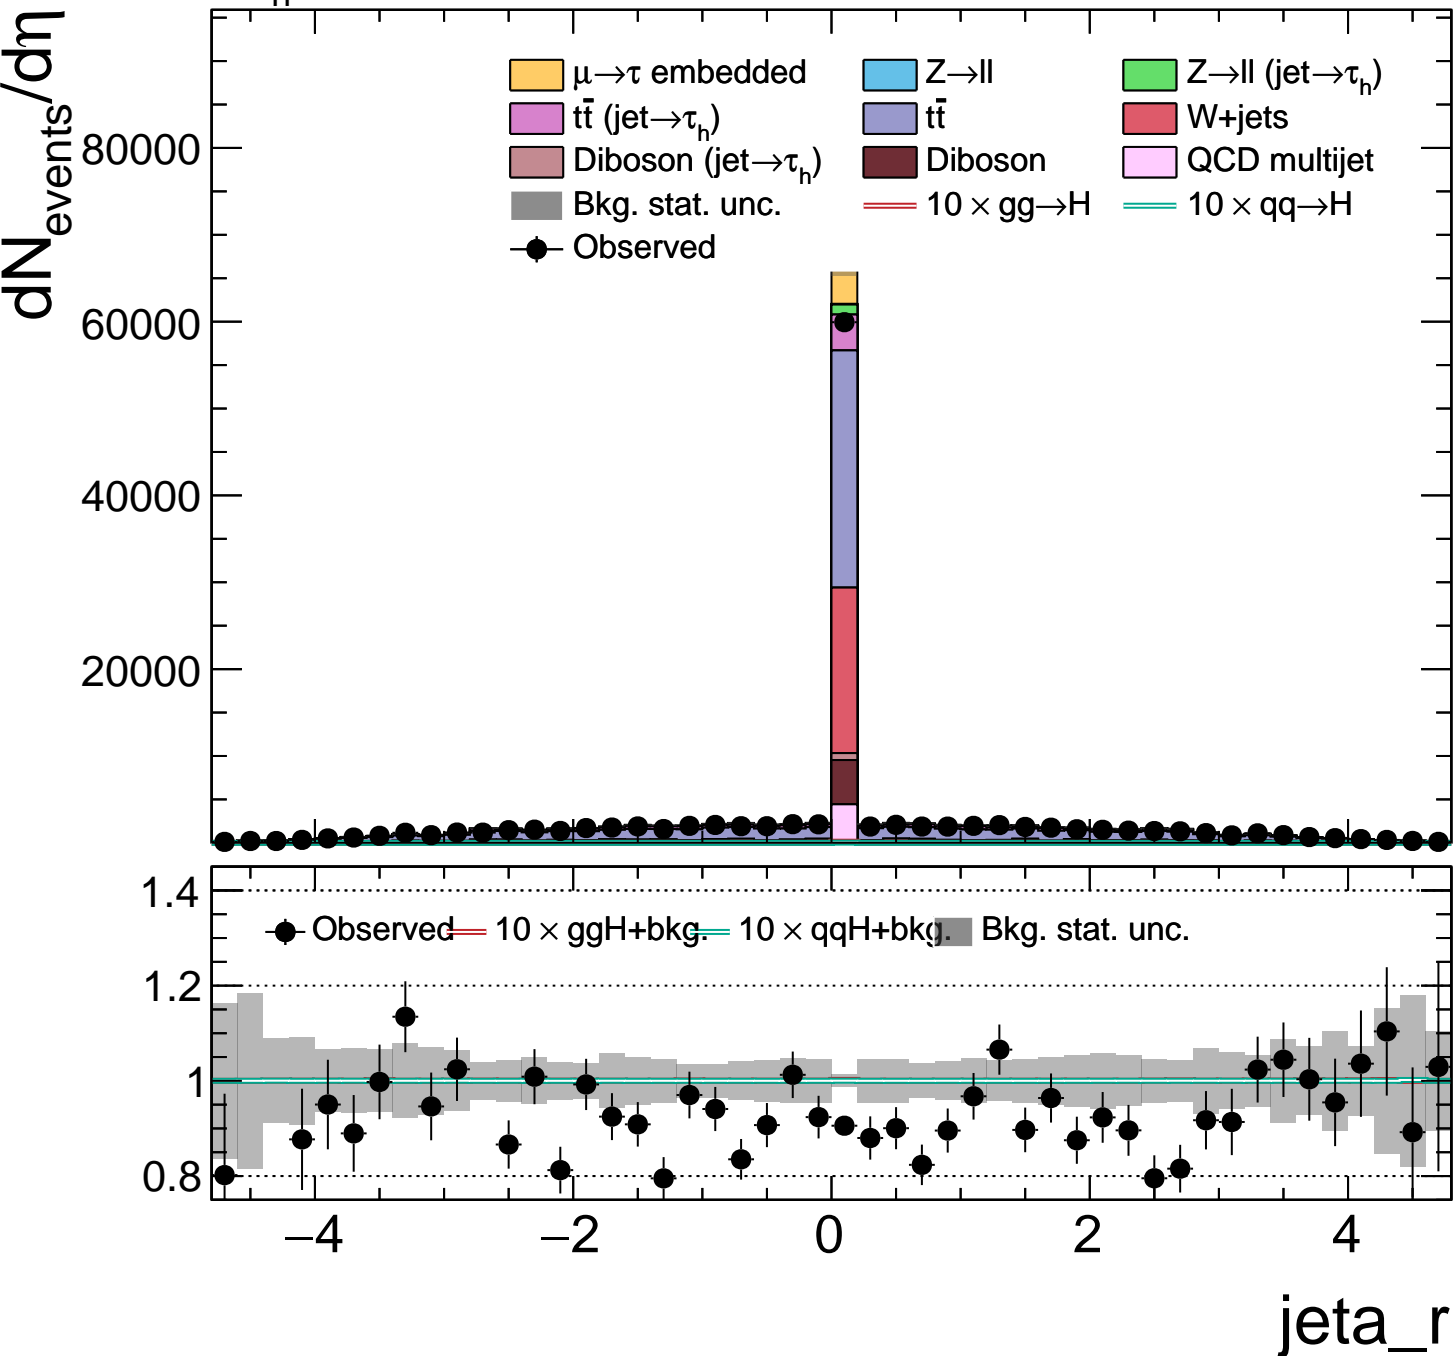 dN_events/dη
μ→τ embedded Z→ll Z→ll (jet→τ_h)
tt̄ (jet→τ_h) tt̄ W+jets
Diboson (jet→τ_h) Diboson QCD multijet
Bkg. stat. unc. 10 × gg→H 10 × qq→H
Observed
80000
60000
40000
20000
1.4
Observed 10 × ggH+bkg. 10 × qqH+bkg. Bkg. stat. unc.
1.2
1
0.8
−4 −2 0 2 4
jeta_r